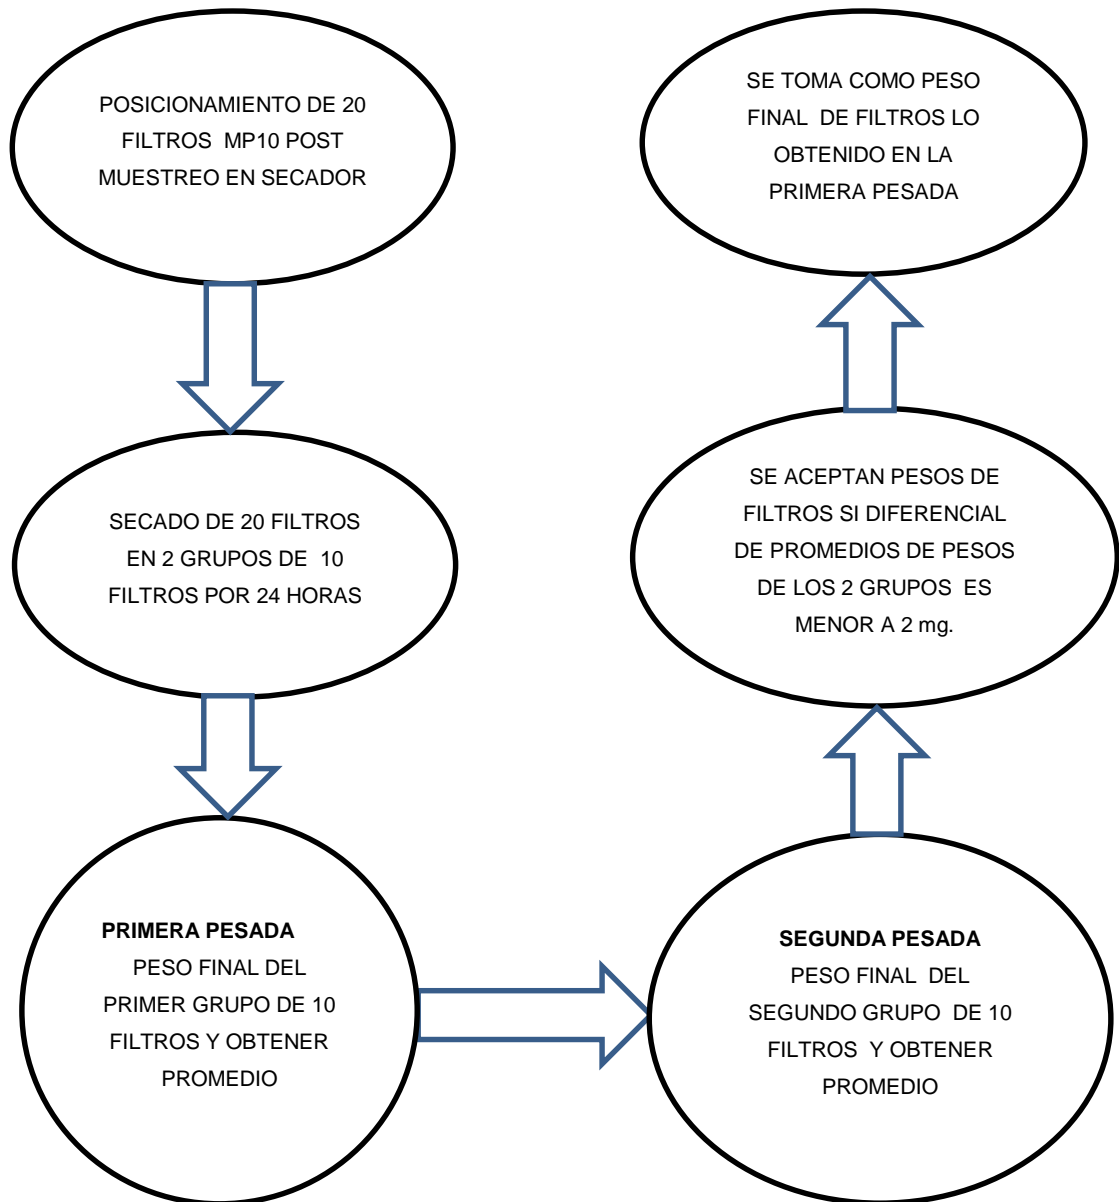 POSICIONAMIENTO DE 20
FILTROS MP10 POST
MUESTREO EN SECADOR
SECADO DE 20 FILTROS
EN 2 GRUPOS DE 10
FILTROS POR 24 HORAS
PRIMERA PESADA
PESO FINAL DEL
PRIMER GRUPO DE 10
FILTROS Y OBTENER
PROMEDIO
SEGUNDA PESADA
PESO FINAL DEL
SEGUNDO GRUPO DE 10
FILTROS Y OBTENER
PROMEDIO
SE ACEPTAN PESOS DE
FILTROS SI DIFERENCIAL
DE PROMEDIOS DE PESOS
DE LOS 2 GRUPOS ES
MENOR A 2 mg.
SE TOMA COMO PESO
FINAL DE FILTROS LO
OBTENIDO EN LA
PRIMERA PESADA